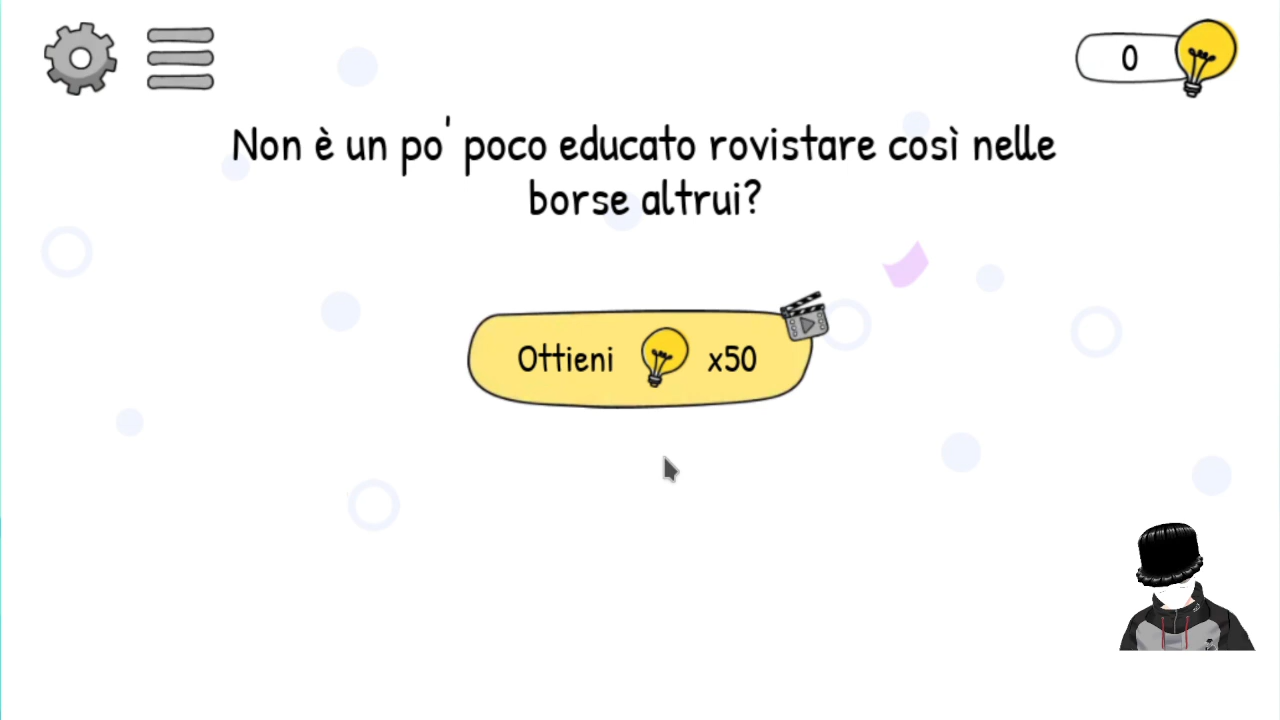 0
Non è un po' poco educato rovistare così nelle
borse altrui?
Ottieni x50